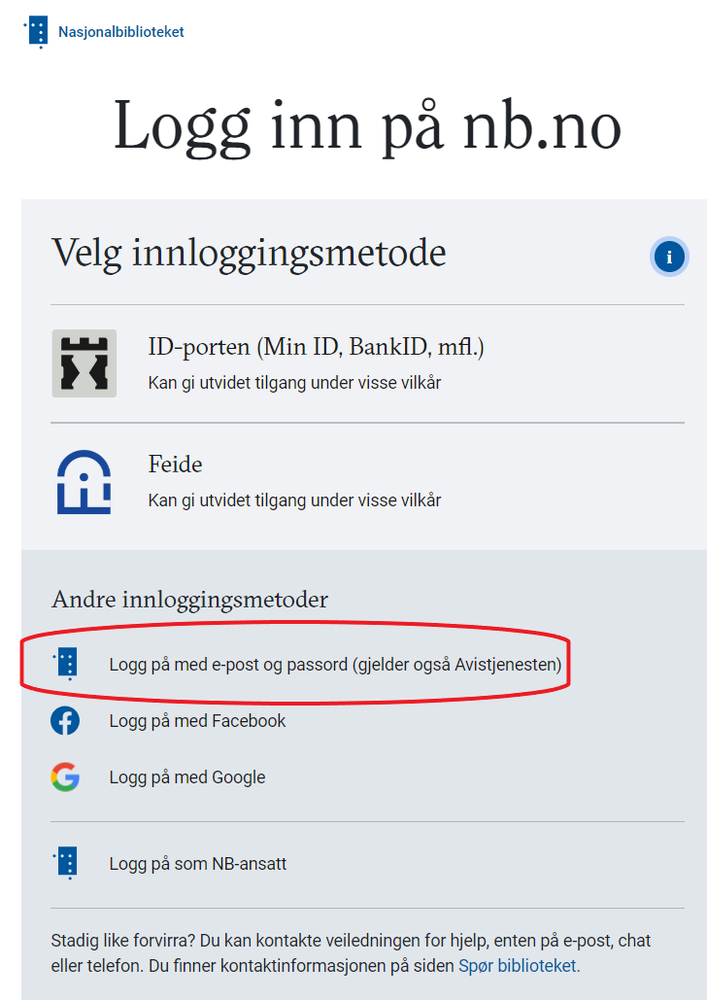 Nasjonalbiblioteket
Logg inn på nb.no
Velg innloggingsmetode
i
ID-porten (Min ID, BankID, mfl.)
Kan gi utvidet tilgang under visse vilkår
Feide
Kan gi utvidet tilgang under visse vilkår
Andre innloggingsmetoder
Logg på med e-post og passord (gjelder også Avistjenesten)
Logg på med Facebook
Logg på med Google
Logg på som NB-ansatt
Stadig like forvirra? Du kan kontakte veiledningen for hjelp, enten på e-post, chat
eller telefon. Du finner kontaktinformasjonen på siden Spør biblioteket.